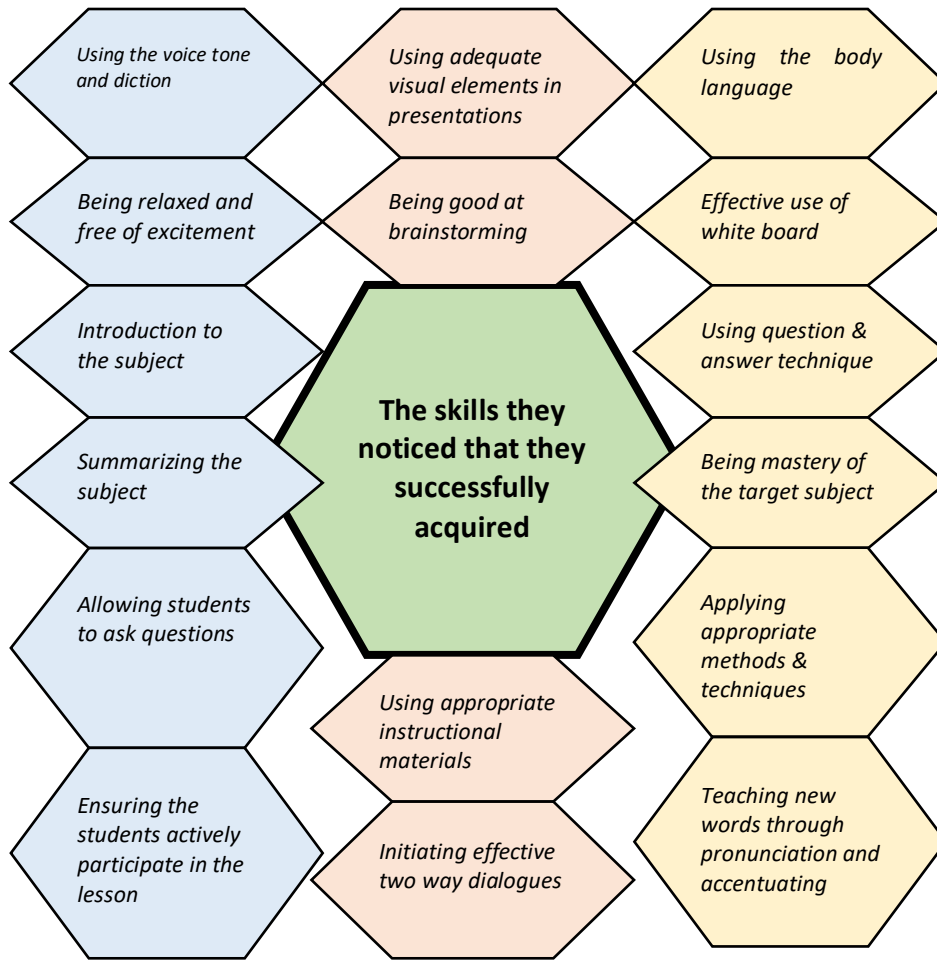 Using the voice tone
and diction
Using adequate
visual elements in
presentations
Using the body
language
Being relaxed and
free of excitement
Being good at
brainstorming
Effective use of
white board
Introduction to
the subject
Using question &
answer technique
The skills they
noticed that they
successfully
acquired
Summarizing the
subject
Being mastery of
the target subject
Allowing students
to ask questions
Applying
appropriate
methods &
techniques
Using appropriate
instructional
materials
Ensuring the
students actively
participate in the
lesson
Initiating effective
two way dialogues
Teaching new
words through
pronunciation and
accentuating